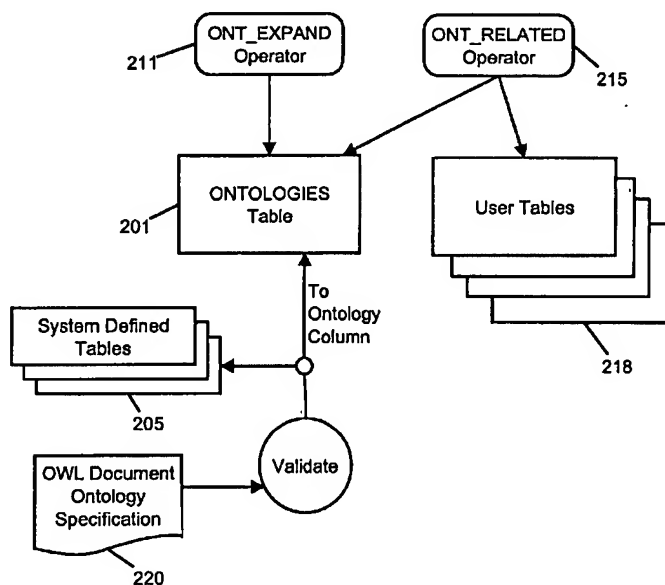 ONT_EXPAND
Operator
211
ONT_RELATED
Operator
215
ONTOLOGIES
Table
201
User Tables
218
To
Ontology
Column
System Defined
Tables
205
Validate
OWL Document
Ontology
Specification
220